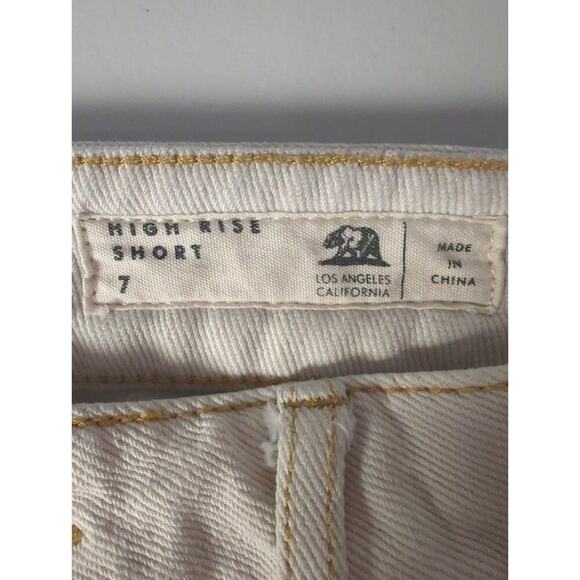 HIGH RISE
SHORT
7
LOS ANGELES
CALIFORNIA
MADE
IN
CHINA